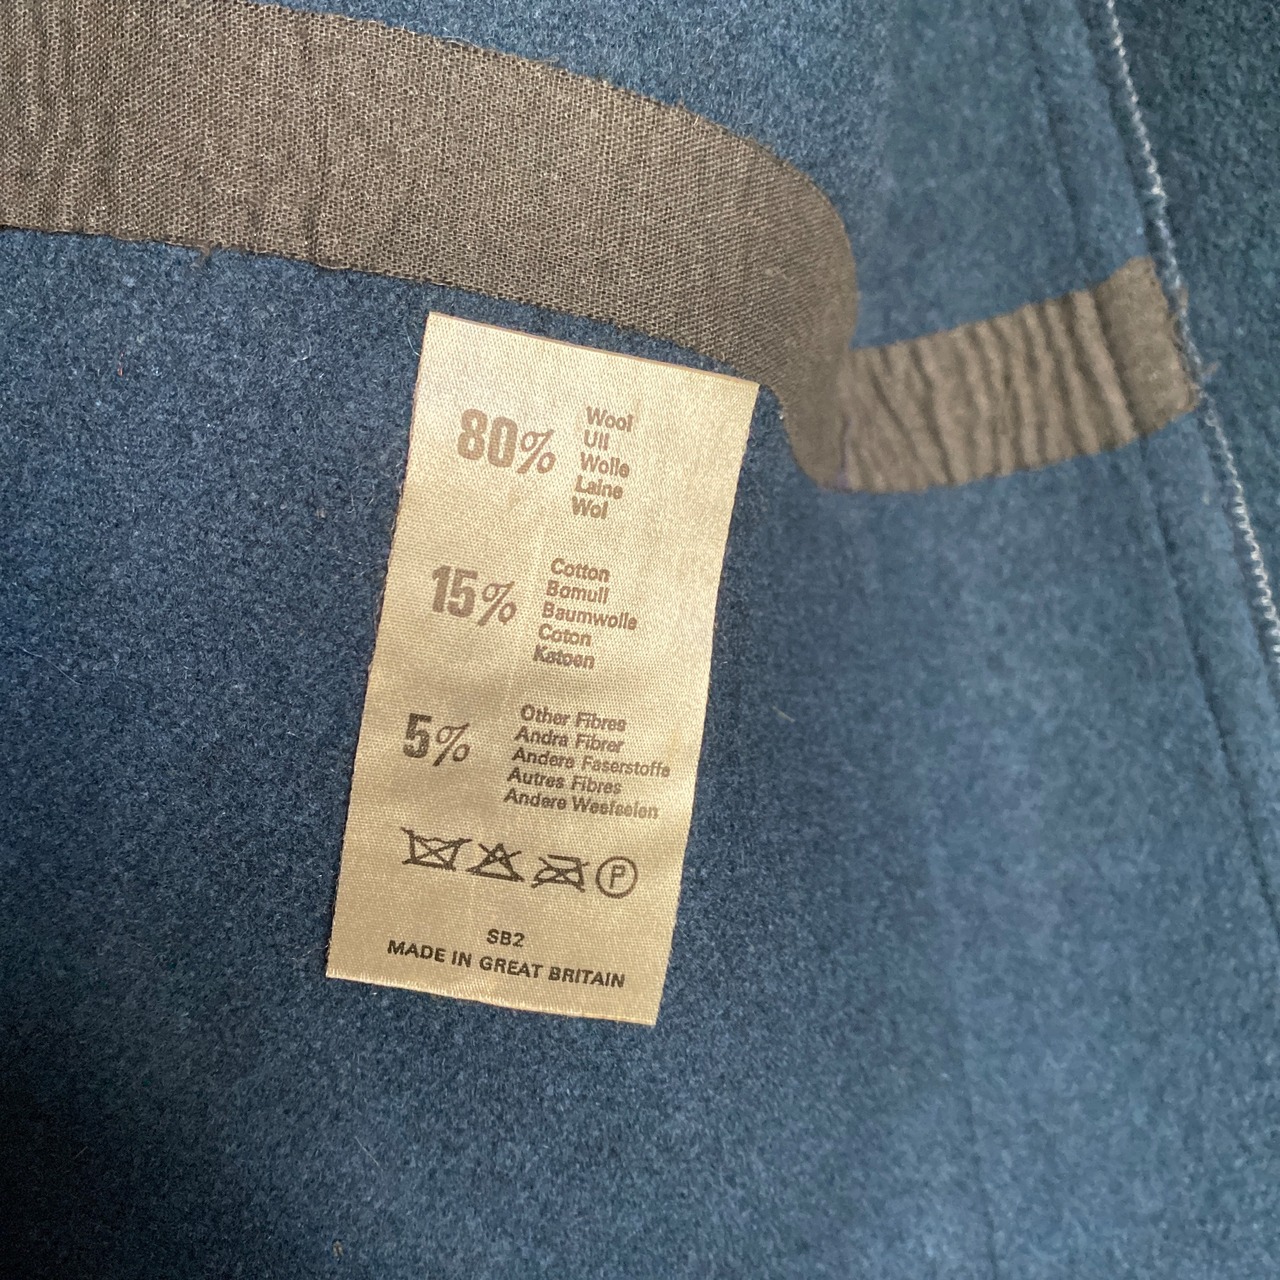 80%
Wool
Ull
Wolle
Laine
Wol
15%
Cotton
Bomull
Baumwolle
Coton
Katoen
5%
Other Fibres
Andra Fibrer
Andere Faserstoffe
Autres Fibres
Andere Weefselen
P
SB2
MADE IN GREAT BRITAIN